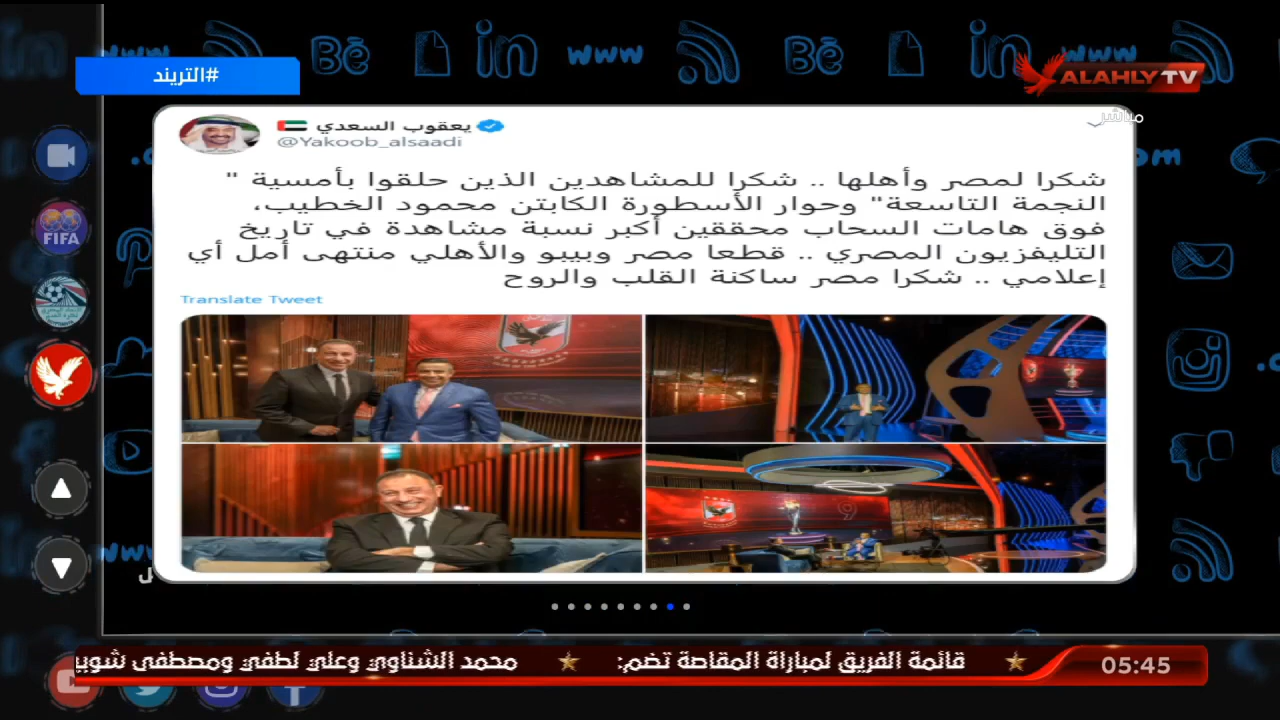 #التريند
ALAHLY TV
مباشر
يعقوب السعدي
@Yakoob_alsaadi
شكرا لمصر وأهلها .. شكرا للمشاهدين الذين حلقوا بأمسية "
النجمة التاسعة" وحوار الأسطورة الكابتن محمود الخطيب،
فوق هامات السحاب محققين أكبر نسبة مشاهدة في تاريخ
التليفزيون المصري .. قطعا مصر وبيبو والأهلي منتهى أمل أي
إعلامي .. شكرا مصر ساكنة القلب والروح
Translate Tweet
FIFA
05:45
قائمة الفريق لمباراة المقاصة تضم: محمد الشناوي وعلي لطفي ومصطفى شوبير